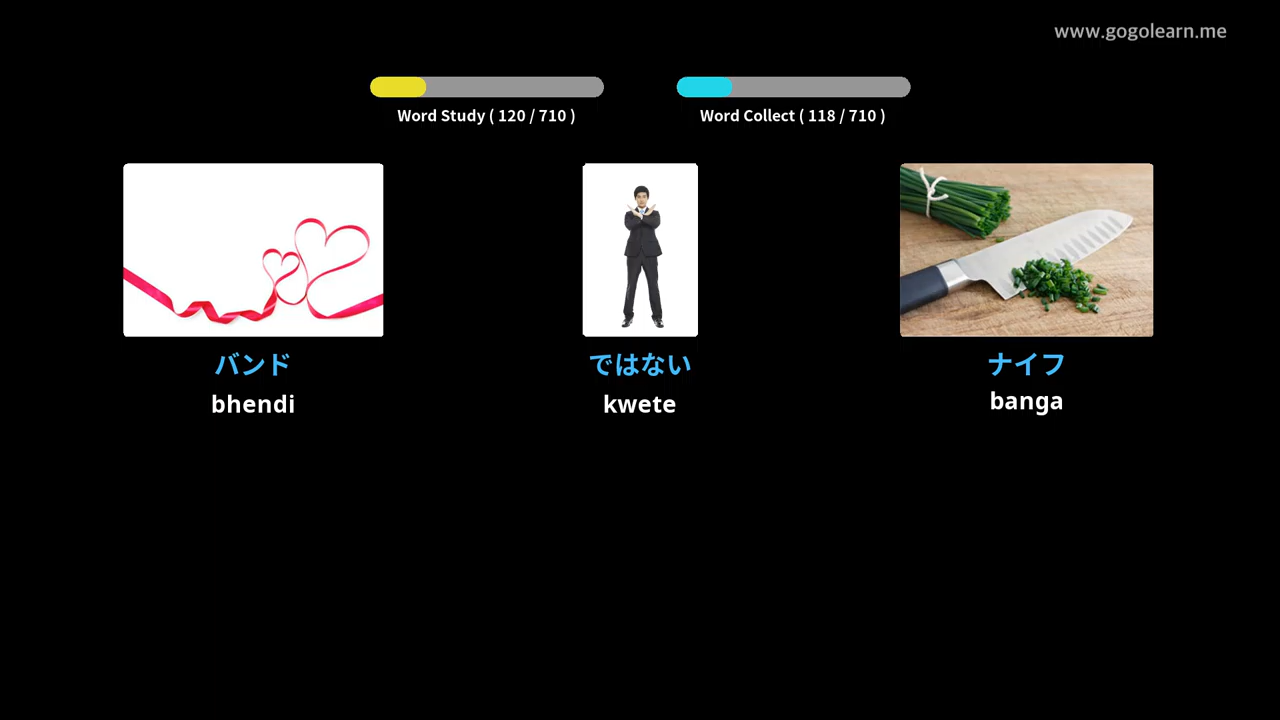 www.gogolearn.me
Word Study ( 120 / 710 )
Word Collect ( 118 / 710 )
バンド
ではない
ナイフ
bhendi
kwete
banga